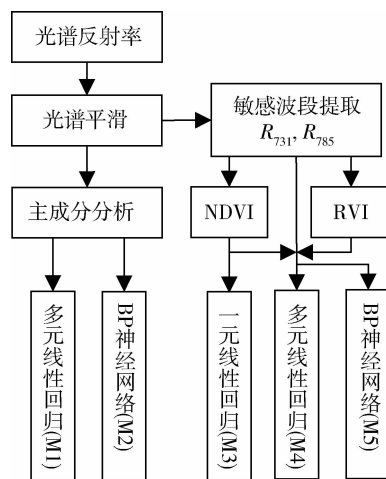 光谱反射率
光谱平滑
敏感波段提取
R731, R785
主成分分析
NDVI
RVI
多元线性回归(M1)
BP神经网络(M2)
一元线性回归(M3)
多元线性回归(M4)
BP神经网络(M5)